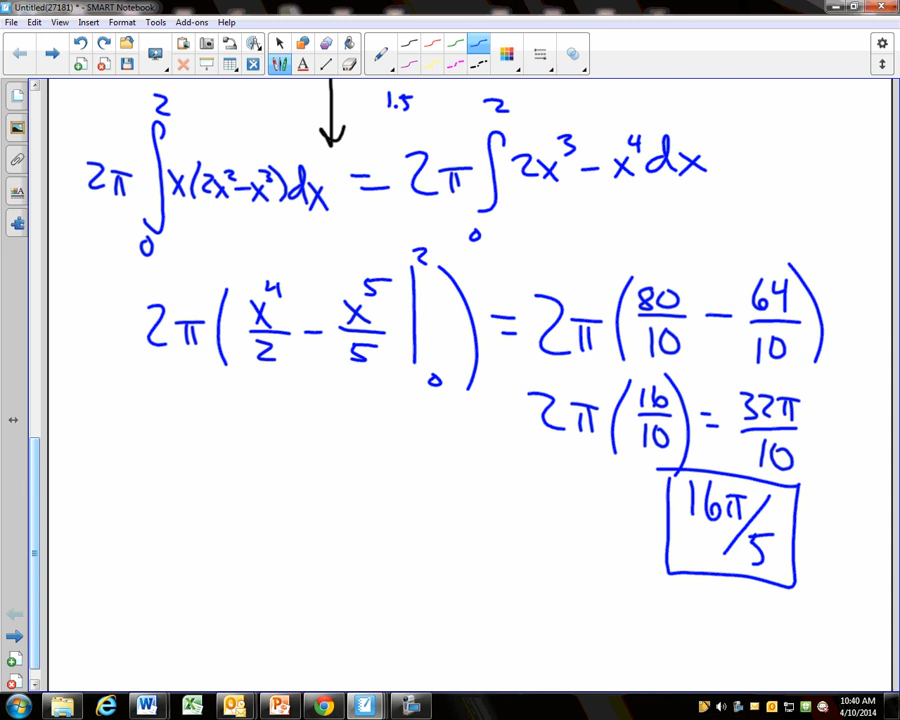 Untitled(27181) * - SMART Notebook
File Edit View Insert Format Tools Add-ons Help
1.5
2π ∫₀² x(2x²-x³)dx = 2π ∫₀² 2x³ - x⁴dx
2π( x⁴/2 - x⁵/5 |₀² ) = 2π( 80/10 - 64/10 )
2π( 16/10 ) = 32π/10
16π/5
10:40 AM
4/10/2014